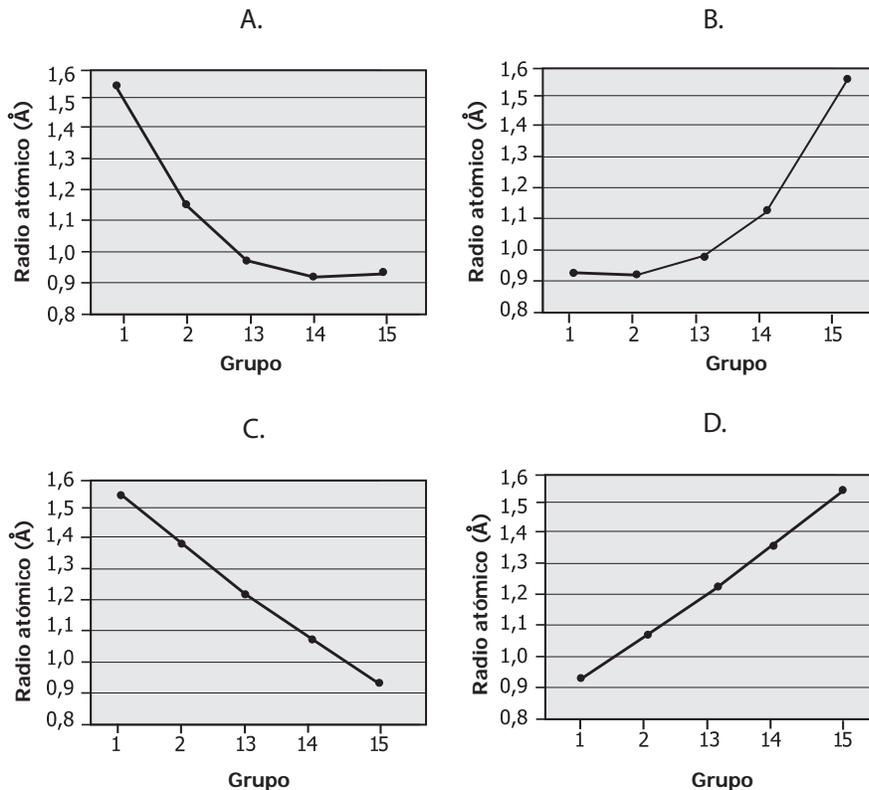 A.
Radio atómico (Å)
1,6
1,5
1,4
1,3
1,2
1,1
1,0
0,9
0,8
1 2 13 14 15
Grupo
B.
Radio atómico (Å)
1,6
1,5
1,4
1,3
1,2
1,1
1,0
0,9
0,8
1 2 13 14 15
Grupo
C.
Radio atómico (Å)
1,6
1,5
1,4
1,3
1,2
1,1
1,0
0,9
0,8
1 2 13 14 15
Grupo
D.
Radio atómico (Å)
1,6
1,5
1,4
1,3
1,2
1,1
1,0
0,9
0,8
1 2 13 14 15
Grupo